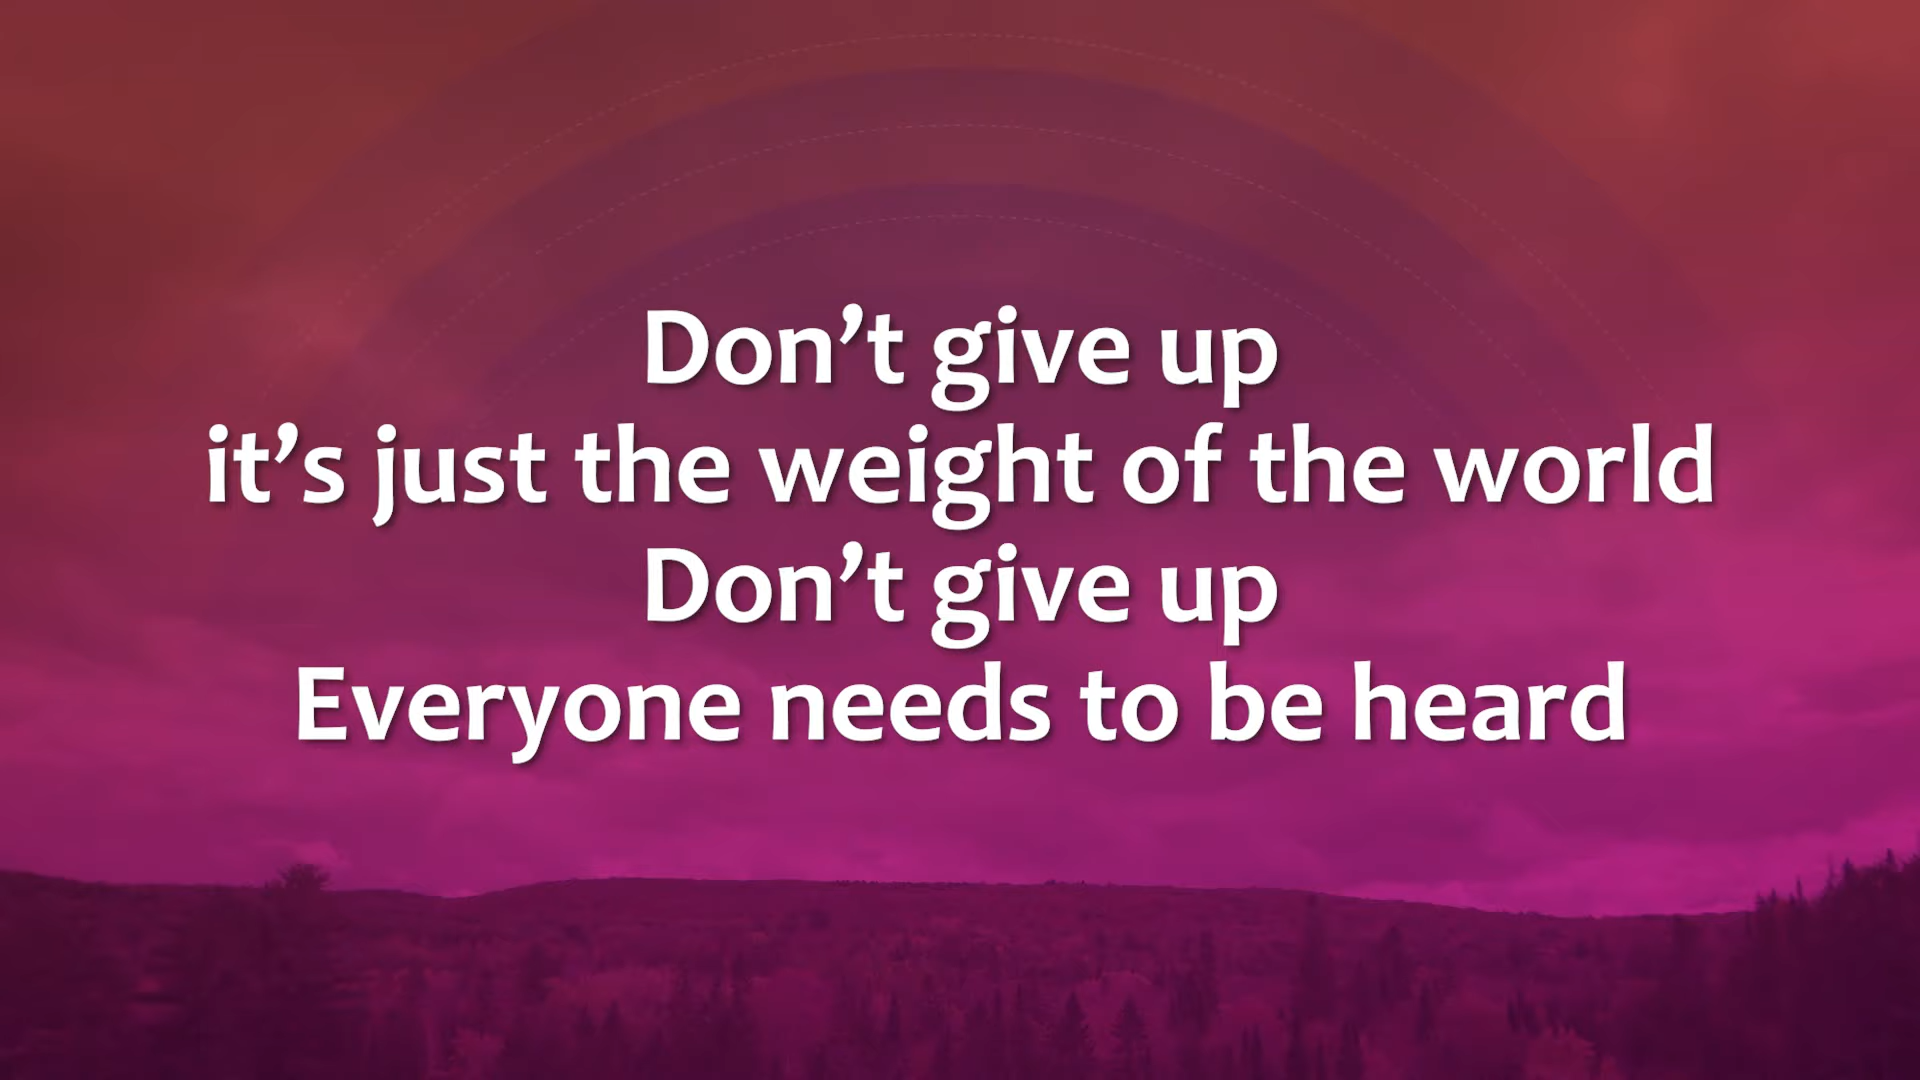 Don’t give up
it’s just the weight of the world
Don’t give up
Everyone needs to be heard